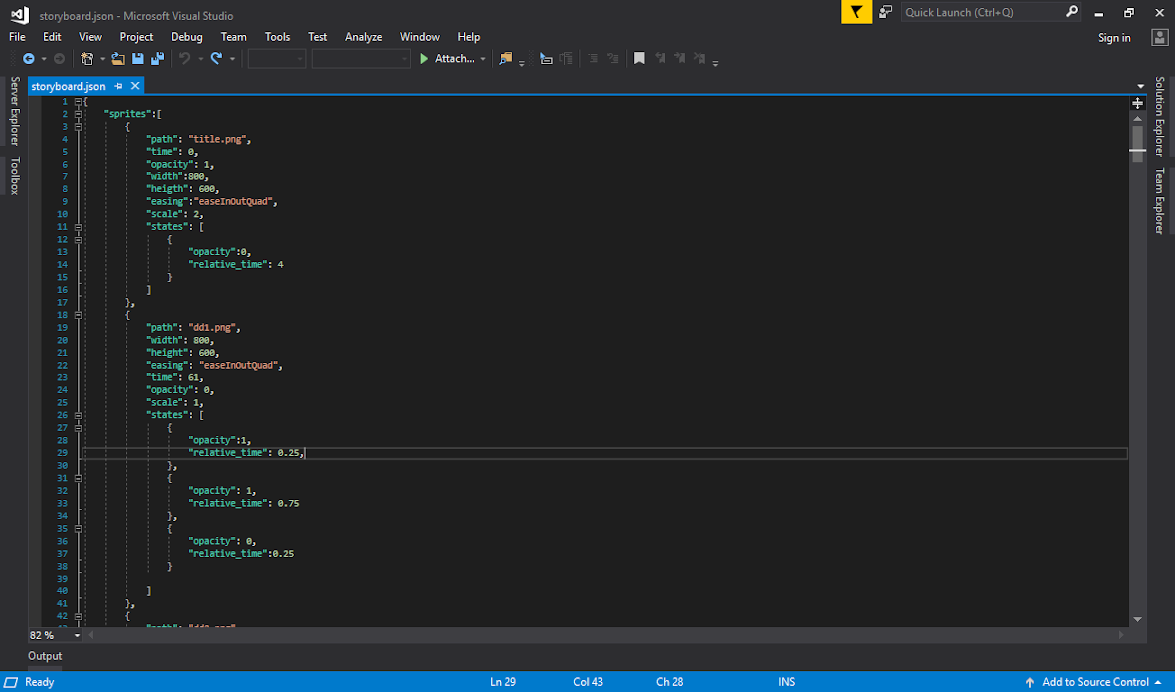 storyboard.json - Microsoft Visual Studio
Quick Launch (Ctrl+Q)
File Edit View Project Debug Team Tools Test Analyze Window Help
Sign in
Attach...
storyboard.json
Server Explorer
Toolbox
Solution Explorer
Team Explorer
1 {
2 "sprites":[
3 {
4 "path": "title.png",
5 "time": 0,
6 "opacity": 1,
7 "width":800,
8 "heigth": 600,
9 "easing":"easeInOutQuad",
10 "scale": 2,
11 "states": [
12 {
13 "opacity":0,
14 "relative_time": 4
15 }
16 ]
17 },
18 {
19 "path": "dd1.png",
20 "width": 800,
21 "height": 600,
22 "easing": "easeInOutQuad",
23 "time": 61,
24 "opacity": 0,
25 "scale": 1,
26 "states": [
27 {
28 "opacity":1,
29 "relative_time": 0.25,
30 },
31 {
32 "opacity": 1,
33 "relative_time": 0.75
34 },
35 {
36 "opacity": 0,
37 "relative_time":0.25
38 }
39
40 ]
41 },
42 {
82 %
Output
Ready
Ln 29 Col 43 Ch 28 INS
Add to Source Control